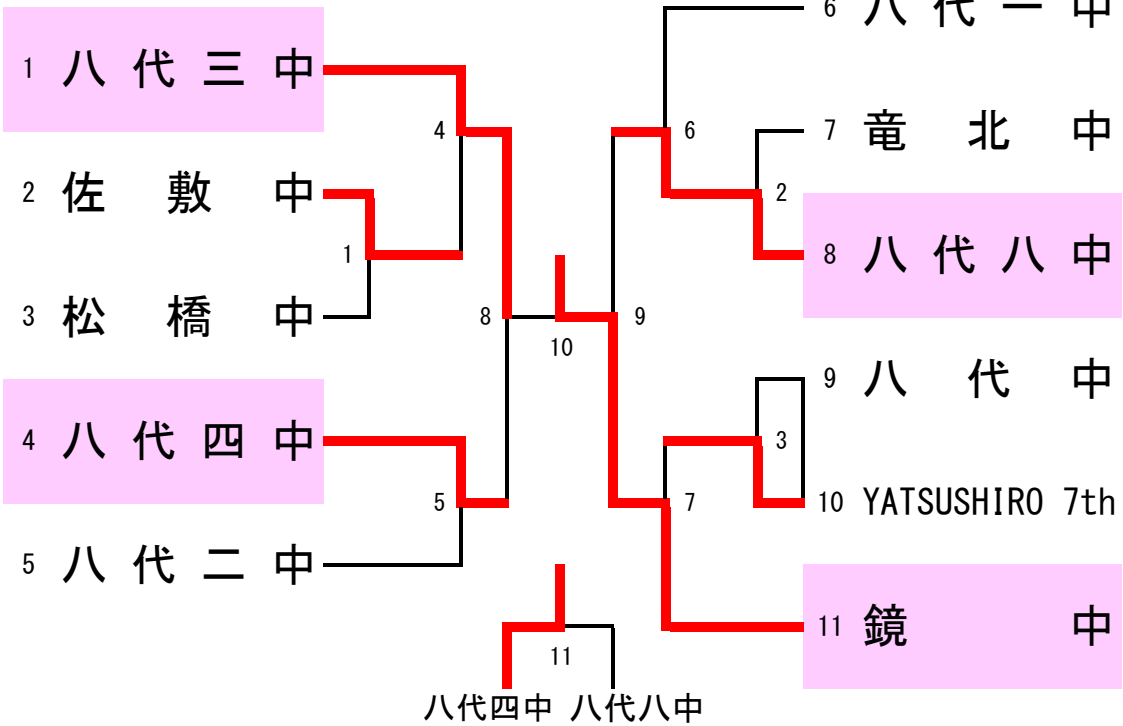 1 八代三中
2 佐敷中
3 松橋中
4 八代四中
5 八代二中
4
1
8
5
10
11
八代四中 八代八中
6
9
2
3
7
6 八代一中
7 竜北中
8 八代八中
9 八代中
10 YATSUSHIRO 7th
11 鏡中